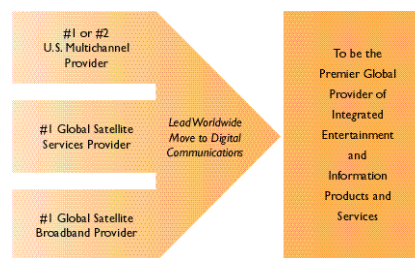 #1 or #2
U.S. Multichannel
Provider
#1 Global Satellite
Services Provider
#1 Global Satellite
Broadband Provider
Lead Worldwide
Move to Digital
Communications
To be the
Premier Global
Provider of
Integrated
Entertainment
and
Information
Products and
Services